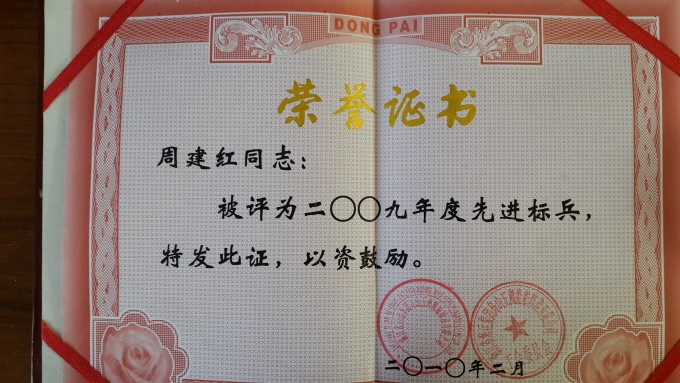 DONG PAI
荣誉证书
周建红同志：
被评为二〇〇九年度先进标兵，
特发此证，以资鼓励。
二〇一〇年二月